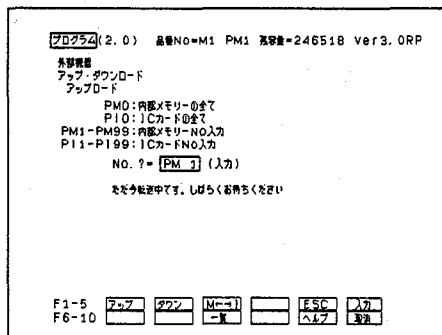 プログラム(2.0) 品番No=M1 PM1 残容量=246518 Ver3.0RP
外部機器
アップ・ダウンロード
アップロード
PM0:内部メモリーの全て
PI0:ICカードの全て
PM1-PM99:内部メモリーNO入力
PI1-PI99:ICカードNO入力
NO.?= PM 1 (入力)
ただ今転送中です。しばらくお待ちください
F1-5 アップ ダウン M←→I ESC 入力
F6-10 一覧 ヘルプ 取消